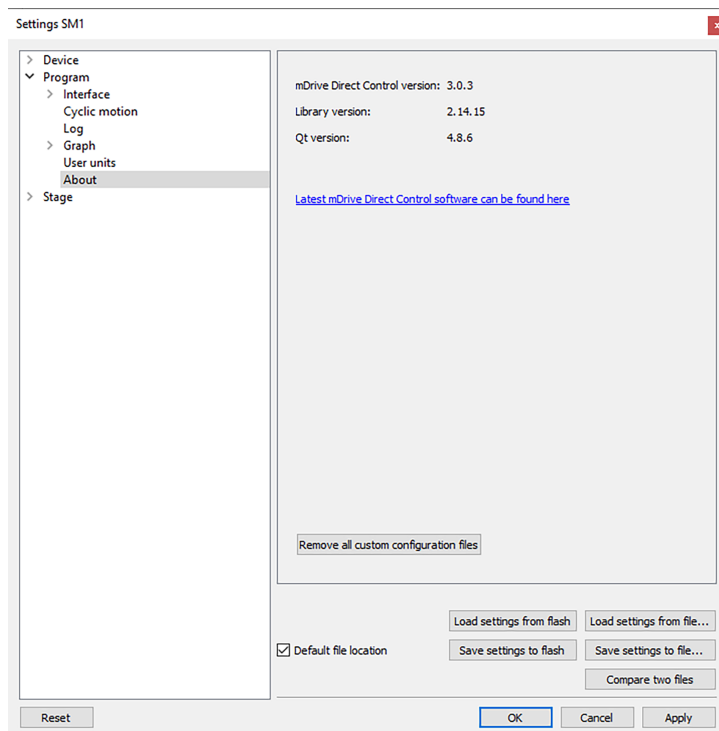 Settings SM1
x
Device
Program
Interface
Cyclic motion
Log
Graph
User units
About
Stage
mDrive Direct Control version: 3.0.3
Library version: 2.14.15
Qt version: 4.8.6
Latest mDrive Direct Control software can be found here
Remove all custom configuration files
Load settings from flash Load settings from file...
Default file location Save settings to flash Save settings to file...
Compare two files
Reset OK Cancel Apply